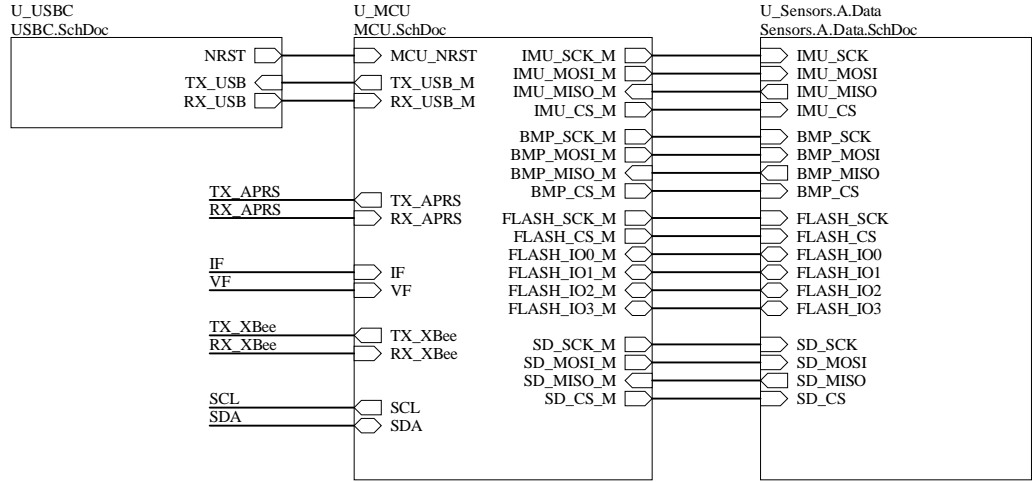 U_USBC
USBC.SchDoc
NRST
TX_USB
RX_USB
U_MCU
MCU.SchDoc
MCU_NRST
TX_USB_M
RX_USB_M
TX_APRS
RX_APRS
TX_APRS
RX_APRS
IF
VF
IF
VF
TX_XBee
RX_XBee
TX_XBee
RX_XBee
SCL
SDA
SCL
SDA
IMU_SCK_M
IMU_MOSI_M
IMU_MISO_M
IMU_CS_M
BMP_SCK_M
BMP_MOSI_M
BMP_MISO_M
BMP_CS_M
FLASH_SCK_M
FLASH_CS_M
FLASH_IO0_M
FLASH_IO1_M
FLASH_IO2_M
FLASH_IO3_M
SD_SCK_M
SD_MOSI_M
SD_MISO_M
SD_CS_M
U_Sensors.A.Data
Sensors.A.Data.SchDoc
IMU_SCK
IMU_MOSI
IMU_MISO
IMU_CS
BMP_SCK
BMP_MOSI
BMP_MISO
BMP_CS
FLASH_SCK
FLASH_CS
FLASH_IO0
FLASH_IO1
FLASH_IO2
FLASH_IO3
SD_SCK
SD_MOSI
SD_MISO
SD_CS